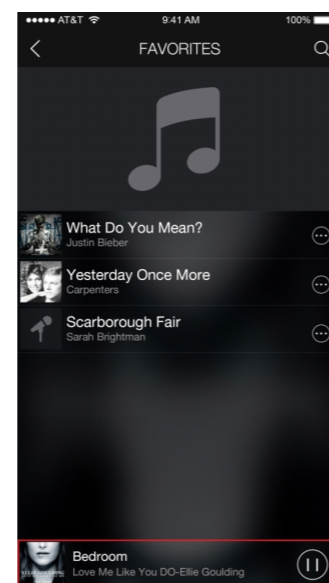 AT&T 9:41 AM 100%
FAVORITES
What Do You Mean?
Justin Bieber
Yesterday Once More
Carpenters
Scarborough Fair
Sarah Brightman
Bedroom
Love Me Like You DO-Ellie Goulding